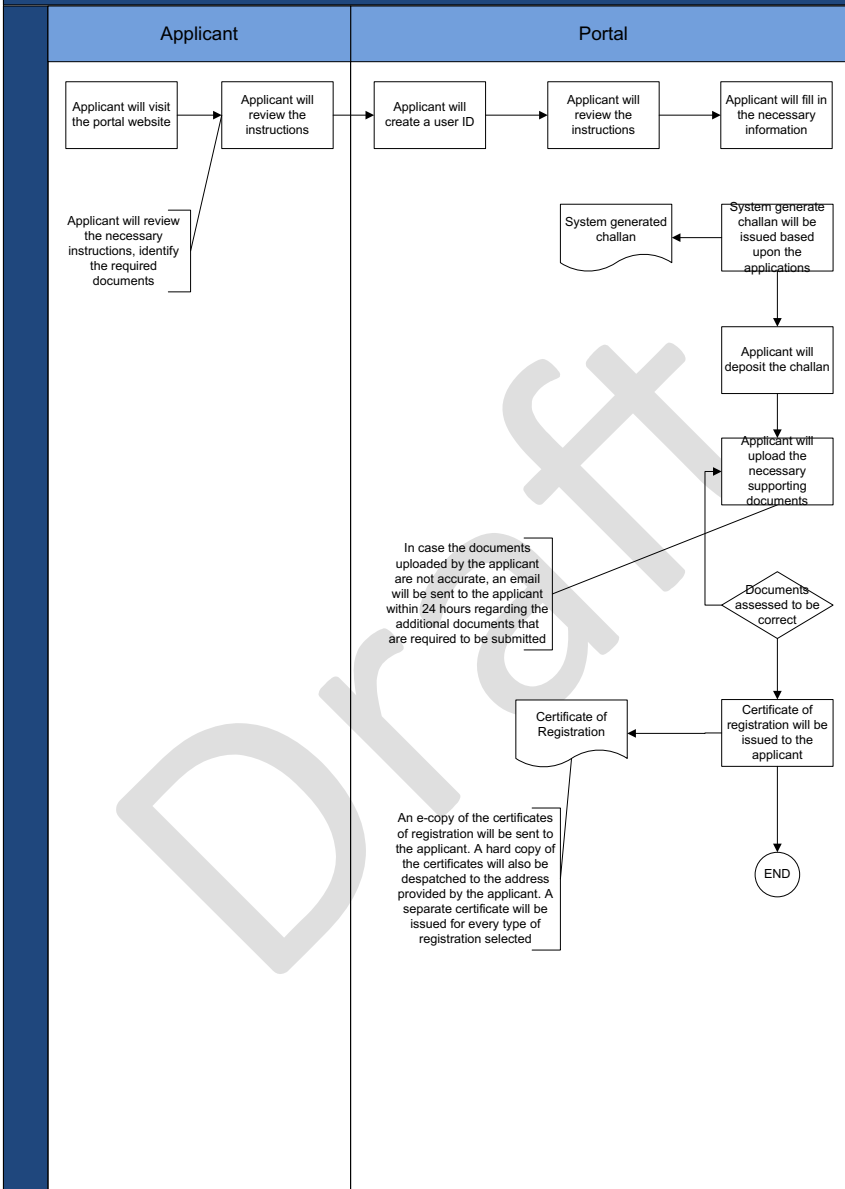 Applicant
Portal
Applicant will visit
the portal website
Applicant will
review the
instructions
Applicant will
create a user ID
Applicant will
review the
instructions
Applicant will fill in
the necessary
information
Applicant will review
the necessary
instructions, identify
the required
documents
System generated
challan
System generate
challan will be
issued based
upon the
applications
Applicant will
deposit the challan
Applicant will
upload the
necessary
supporting
documents
In case the documents
uploaded by the applicant
are not accurate, an email
will be sent to the applicant
within 24 hours regarding the
additional documents that
are required to be submitted
Documents
assessed to be
correct
Certificate of
Registration
Certificate of
registration will be
issued to the
applicant
An e-copy of the certificates
of registration will be sent to
the applicant. A hard copy of
the certificates will also be
despatched to the address
provided by the applicant. A
separate certificate will be
issued for every type of
registration selected
END
Draft